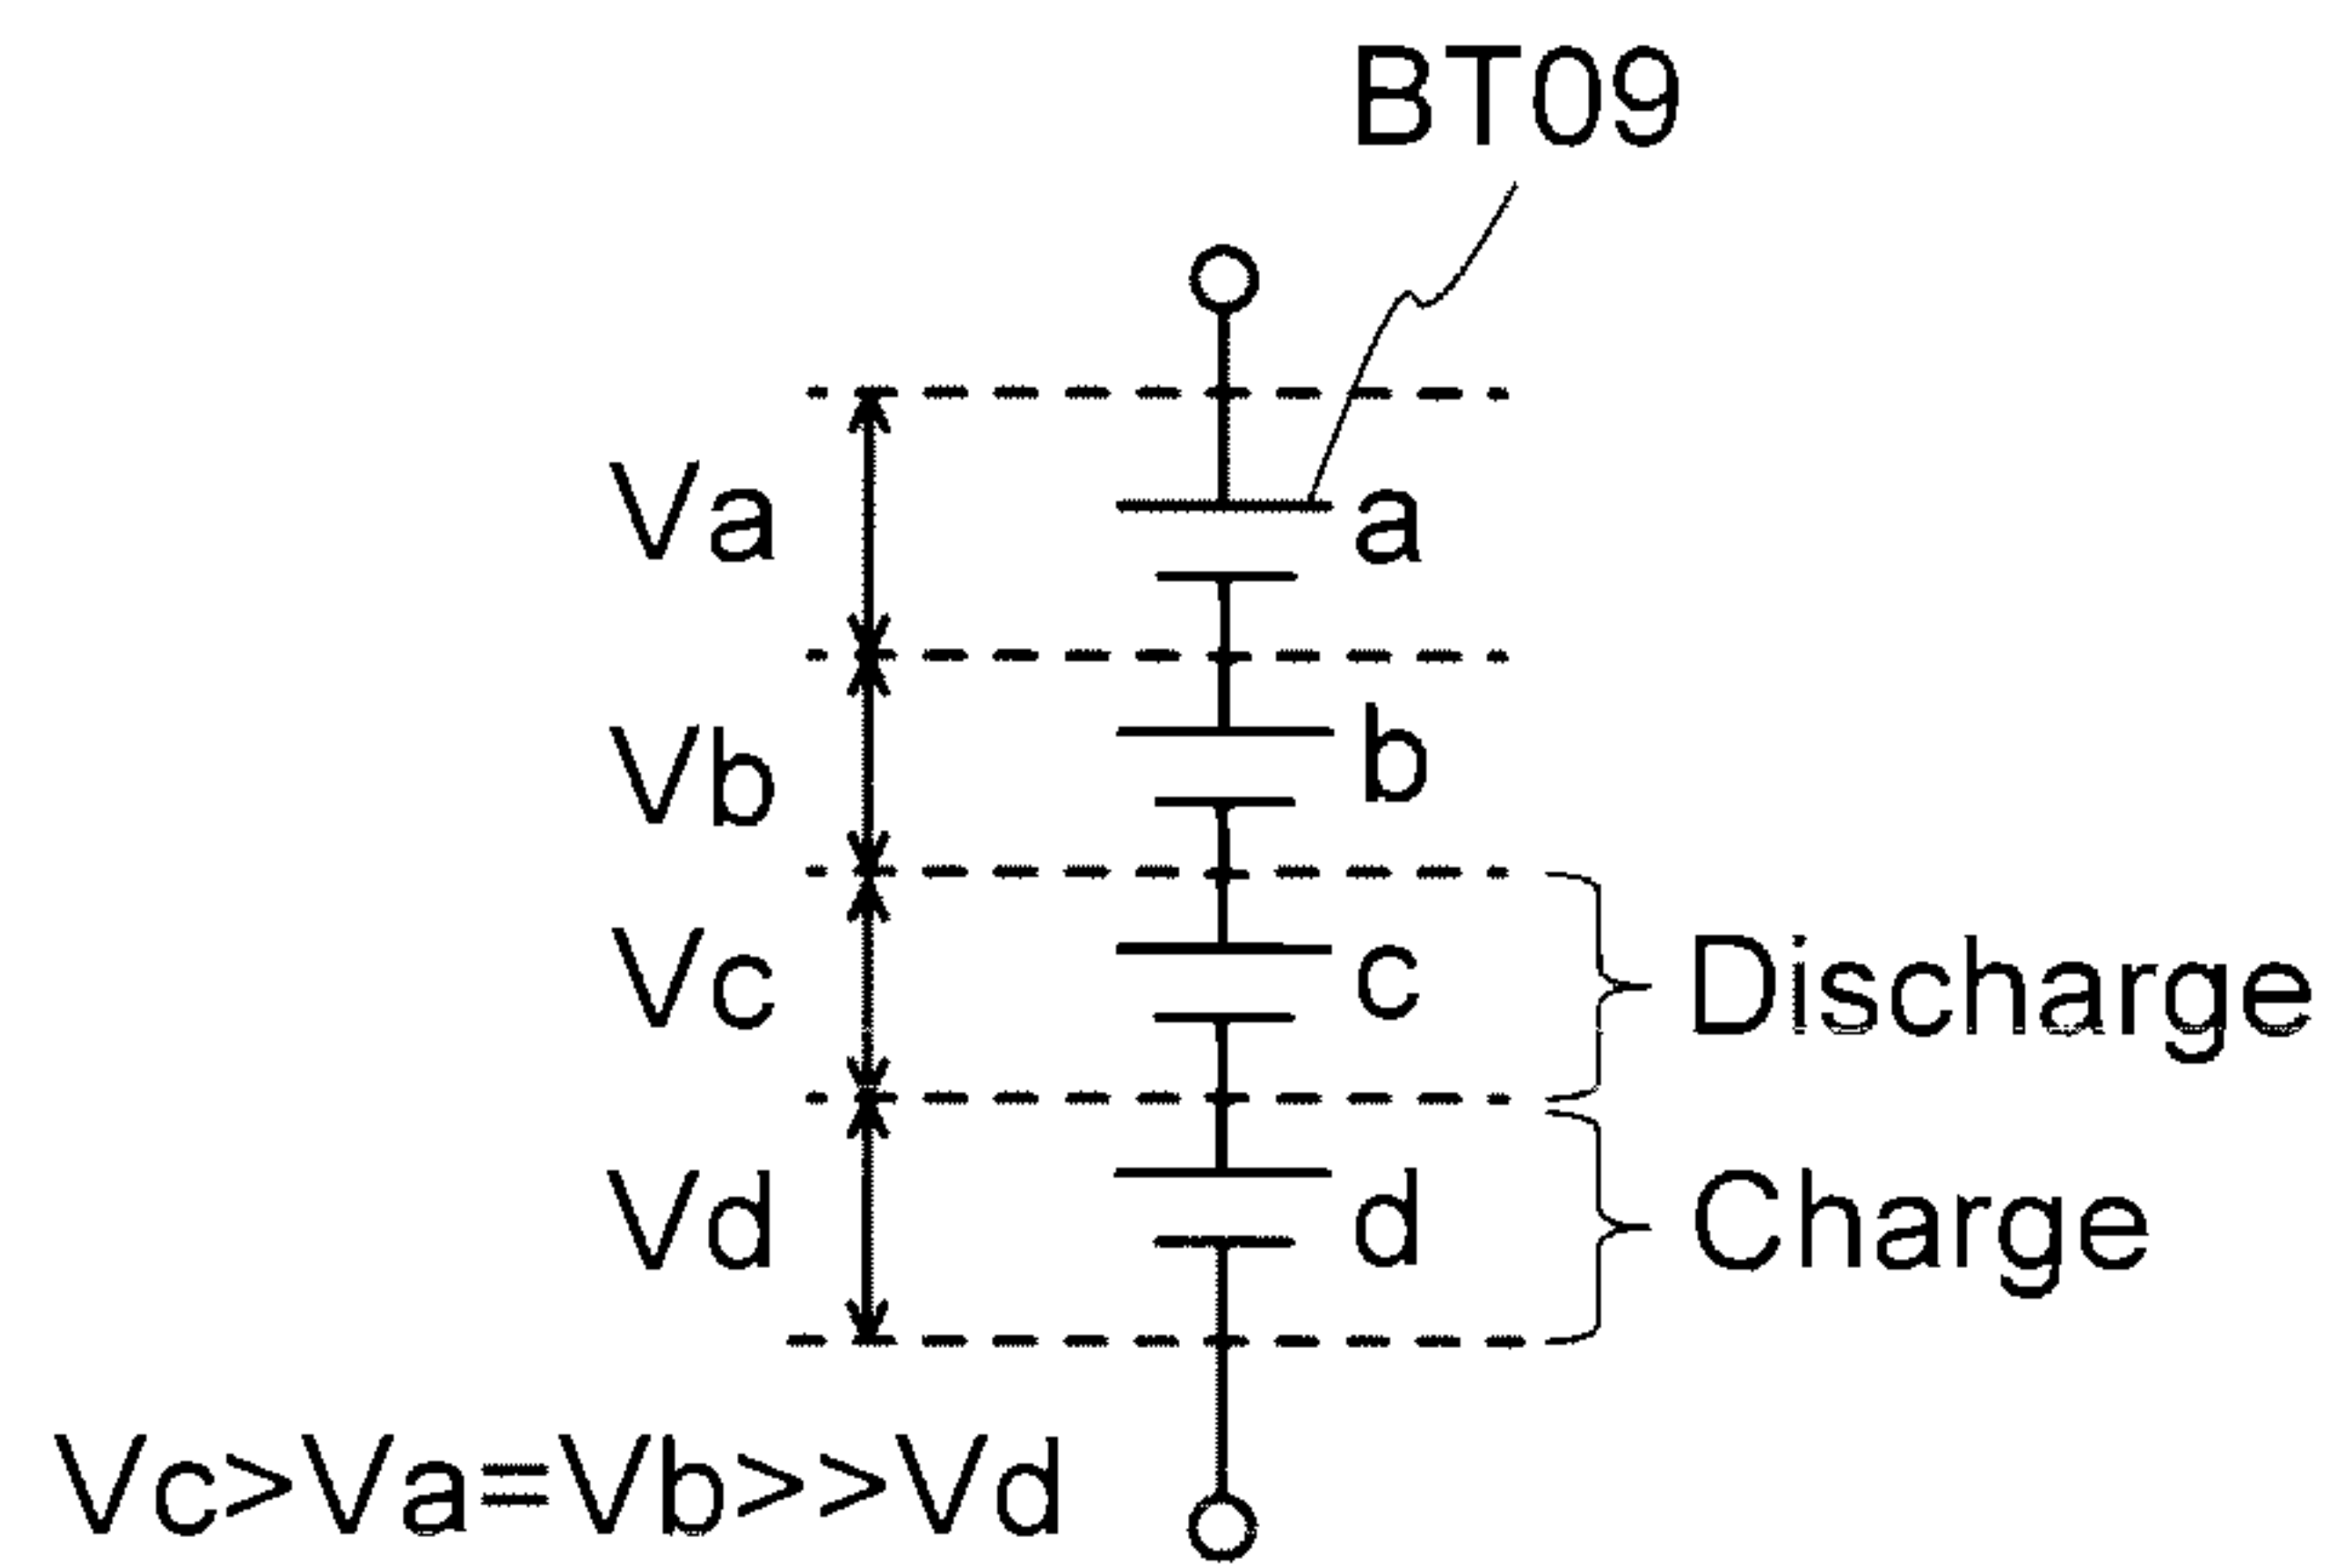 BT09
Va
a
Vb
b
Vc
c
Discharge
Vd
d
Charge
Vc>Va=Vb>>Vd